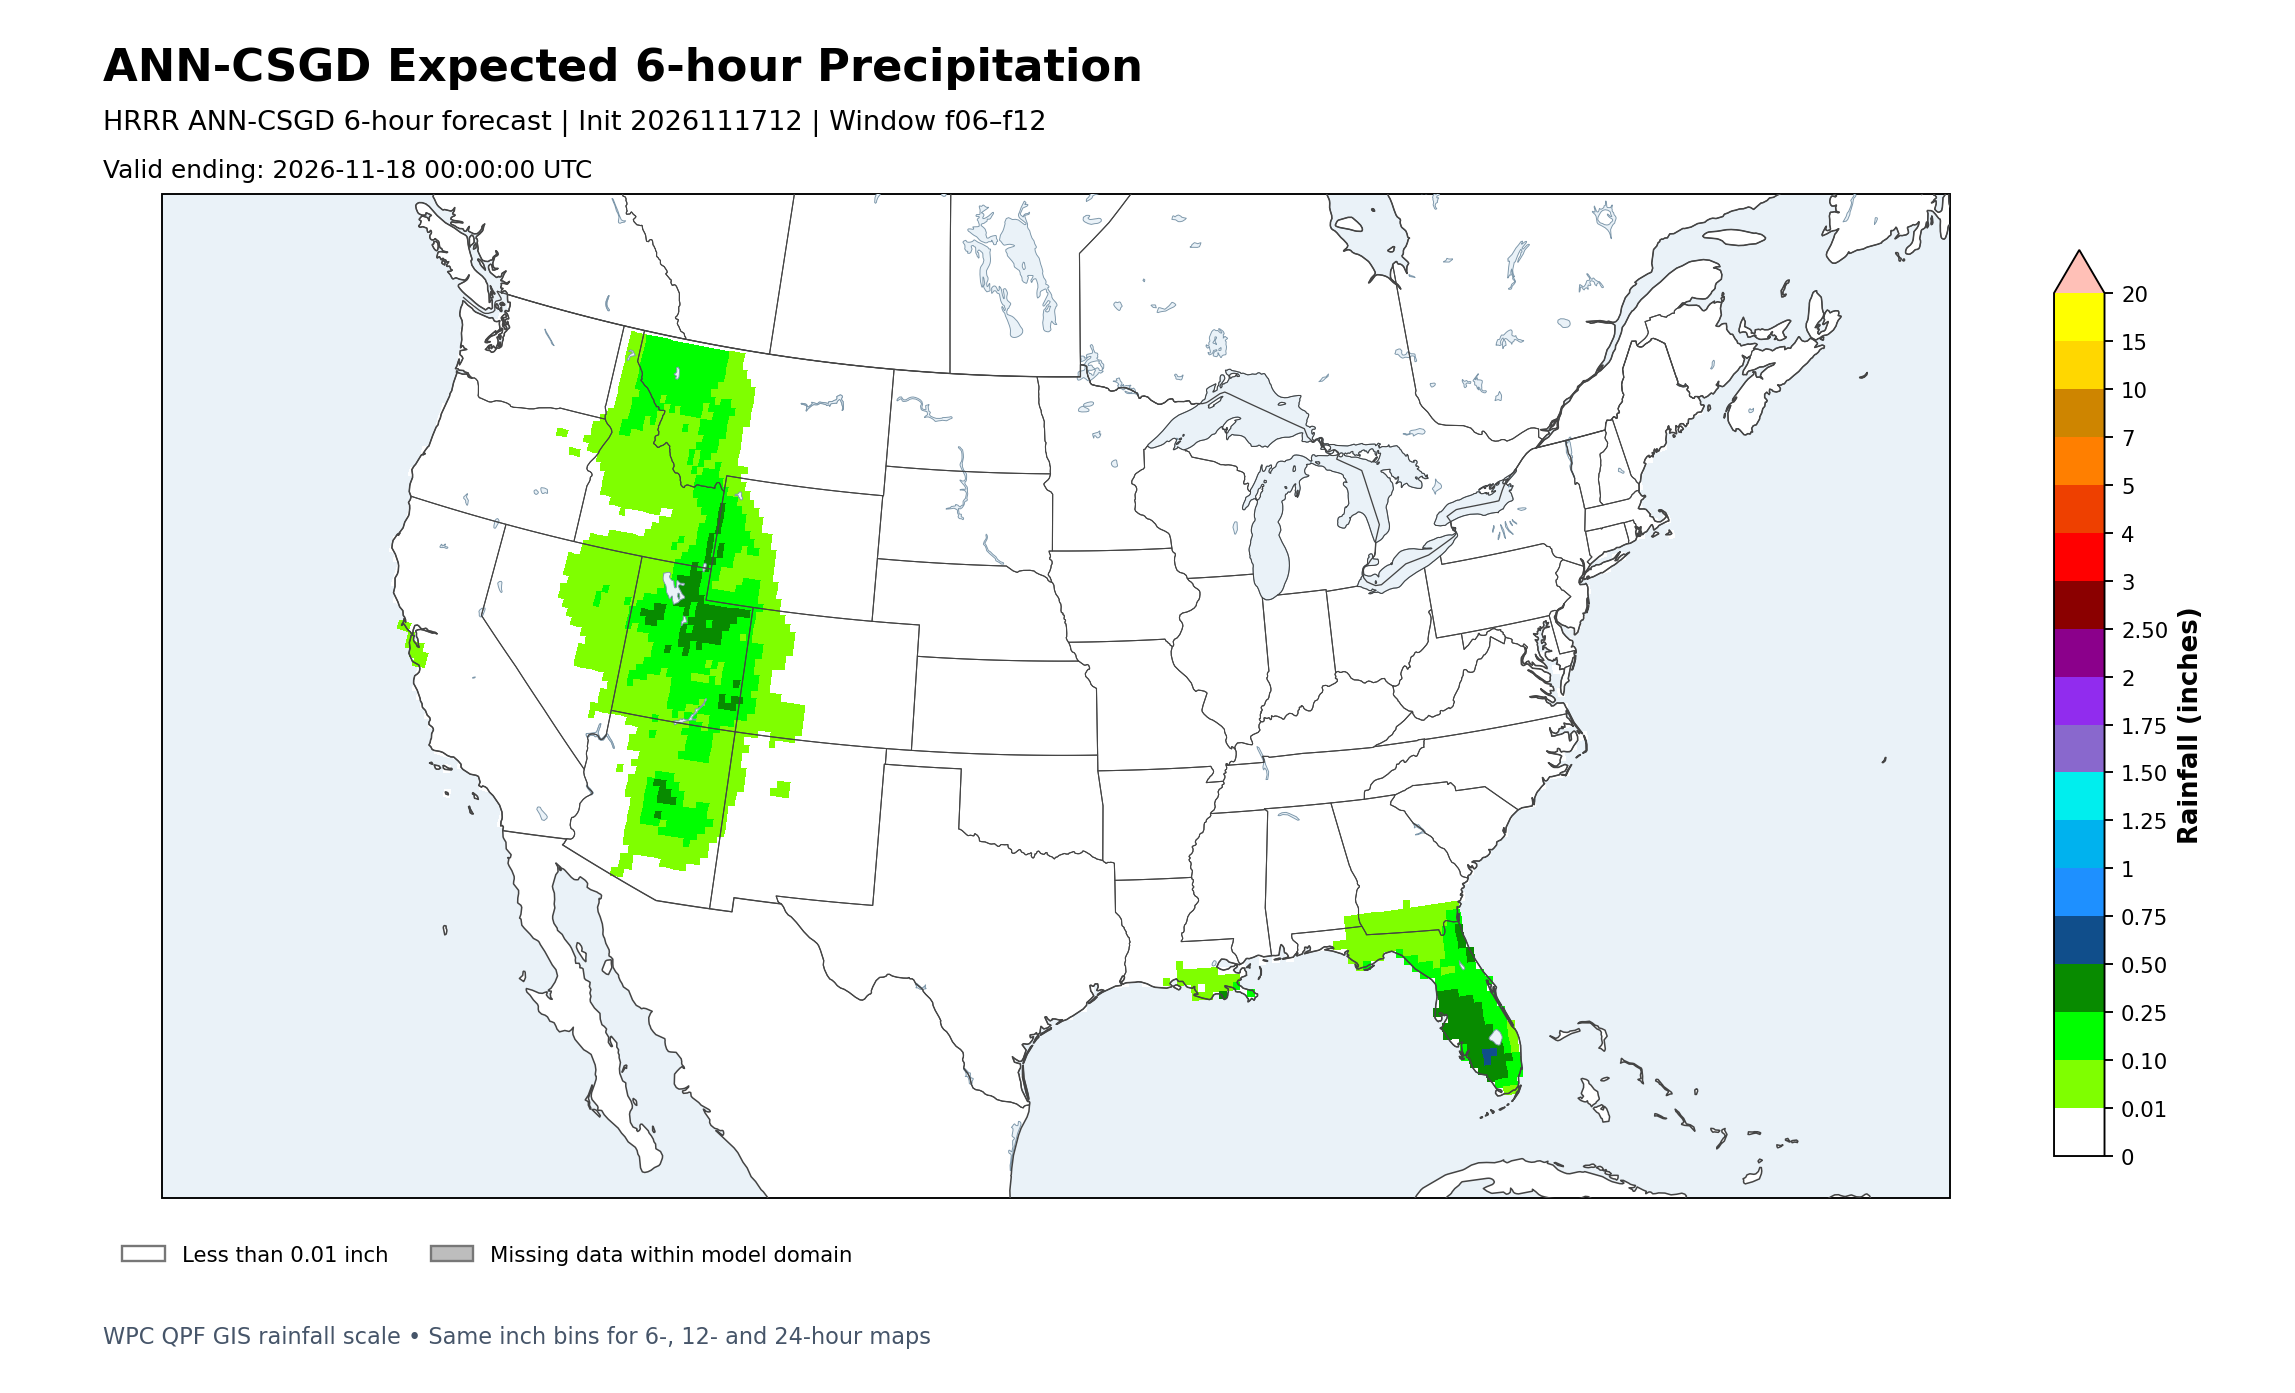 ANN-CSGD Expected 6-hour Precipitation
HRRR ANN-CSGD 6-hour forecast | Init 2026111712 | Window f06–f12
Valid ending: 2026-11-18 00:00:00 UTC
20
15
10
7
5
4
3
2.50
2
1.75
1.50
1.25
1
0.75
0.50
0.25
0.10
0.01
0
Rainfall (inches)
Less than 0.01 inch
Missing data within model domain
WPC QPF GIS rainfall scale • Same inch bins for 6-, 12- and 24-hour maps